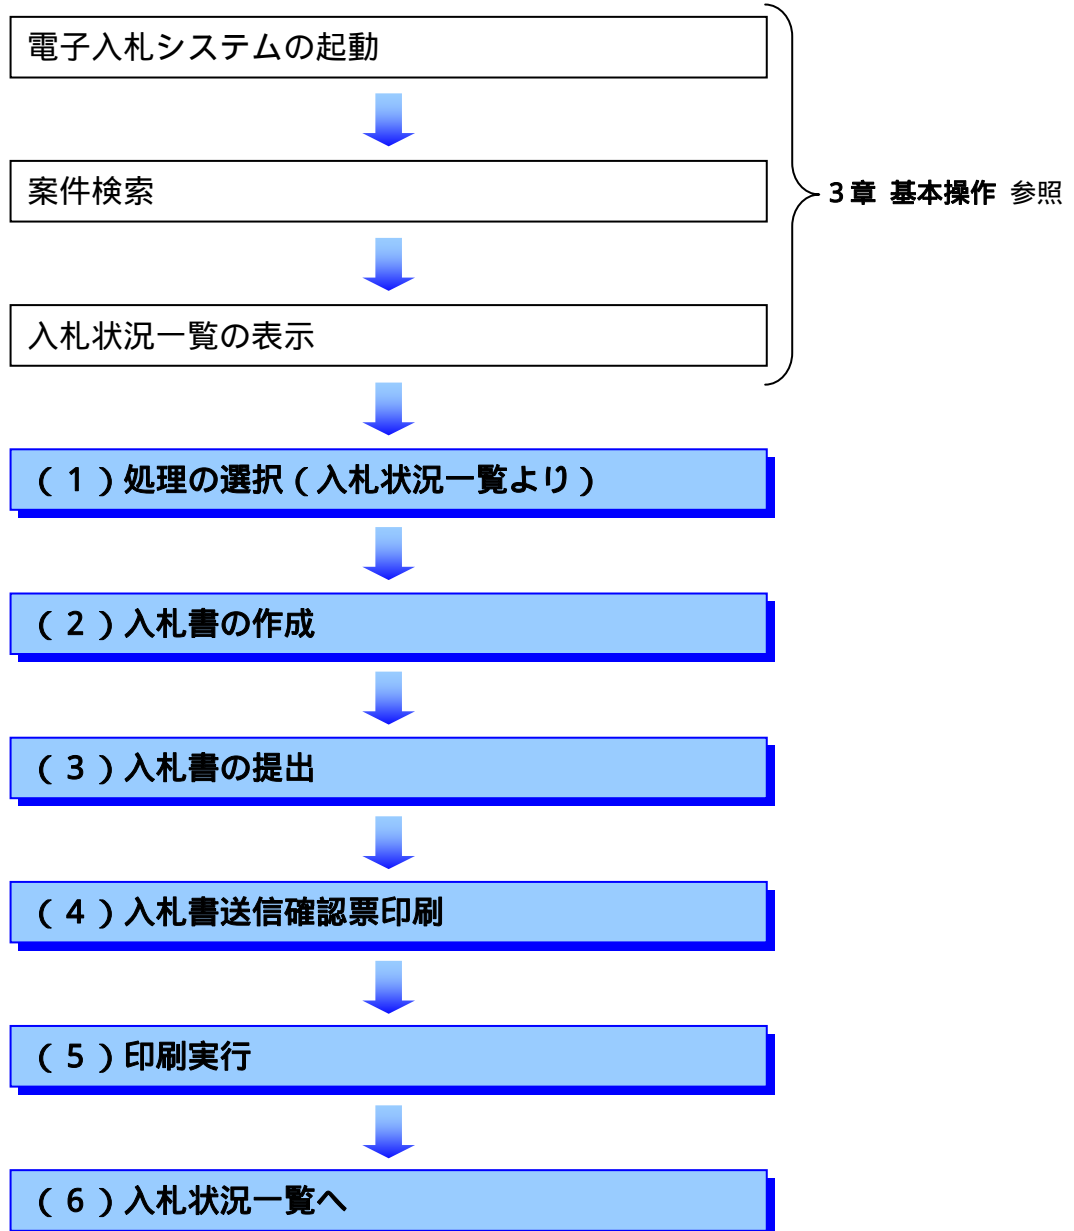 電子入札システムの起動
案件検索
3章 基本操作 参照
入札状況一覧の表示
(1)処理の選択(入札状況一覧より)
(2)入札書の作成
(3)入札書の提出
(4)入札書送信確認票印刷
(5)印刷実行
(6)入札状況一覧へ